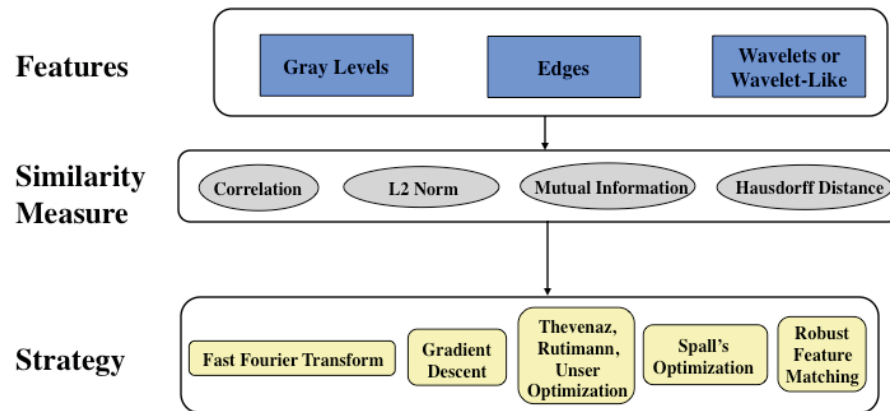 Features
Gray Levels
Edges
Wavelets or
Wavelet-Like
Similarity
Measure
Correlation
L2 Norm
Mutual Information
Hausdorff Distance
Strategy
Fast Fourier Transform
Gradient
Descent
Thevenaz,
Rutimann,
Unser
Optimization
Spall's
Optimization
Robust
Feature
Matching